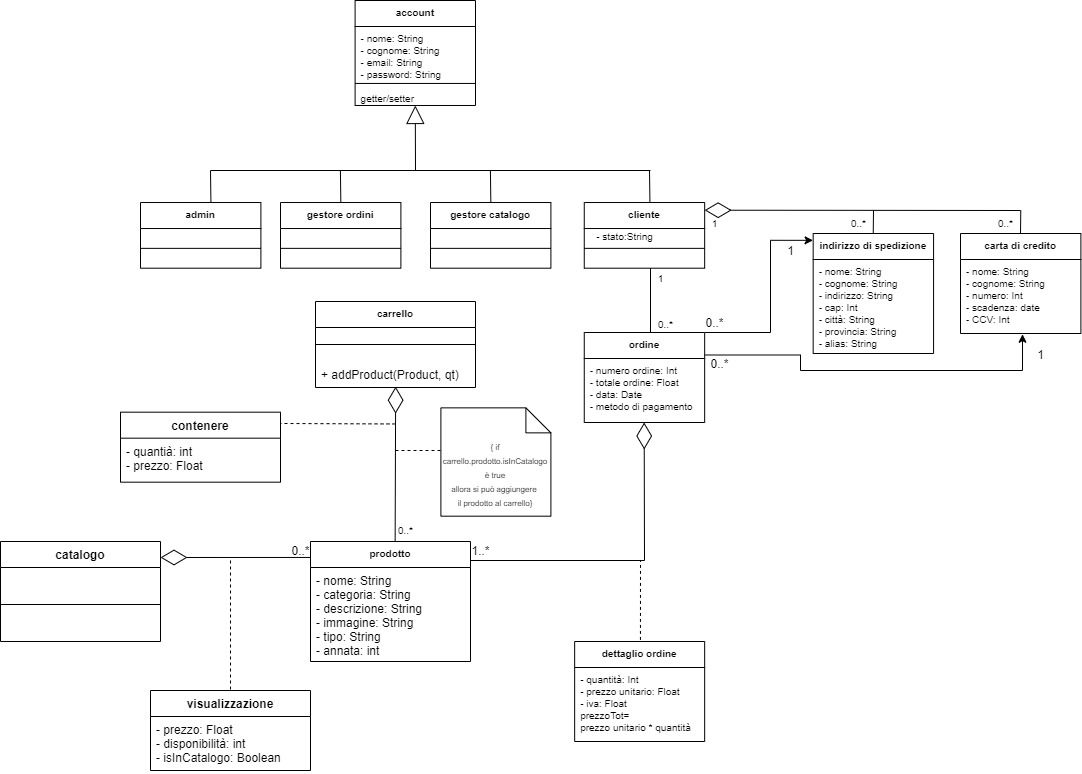 account
- nome: String
- cognome: String
- email: String
- password: String
getter/setter
admin
gestore ordini
gestore catalogo
cliente
- stato:String
1
0..*
0..*
indirizzo di spedizione
- nome: String
- cognome: String
- indirizzo: String
- cap: Int
- città: String
- provincia: String
- alias: String
carta di credito
- nome: String
- cognome: String
- numero: Int
- scadenza: date
- CCV: Int
1
1
0..*
0..*
1
0..*
ordine
- numero ordine: Int
- totale ordine: Float
- data: Date
- metodo di pagamento
carrello
+ addProduct(Product, qt)
contenere
- quantià: int
- prezzo: Float
{ if
carrello.prodotto.isInCatalogo
è true
allora si può aggiungere
il prodotto al carrello}
0..*
catalogo
0..*
prodotto
- nome: String
- categoria: String
- descrizione: String
- immagine: String
- tipo: String
- annata: int
1..*
dettaglio ordine
- quantità: Int
- prezzo unitario: Float
- iva: Float
prezzoTot=
prezzo unitario * quantità
visualizzazione
- prezzo: Float
- disponibilità: int
- isInCatalogo: Boolean